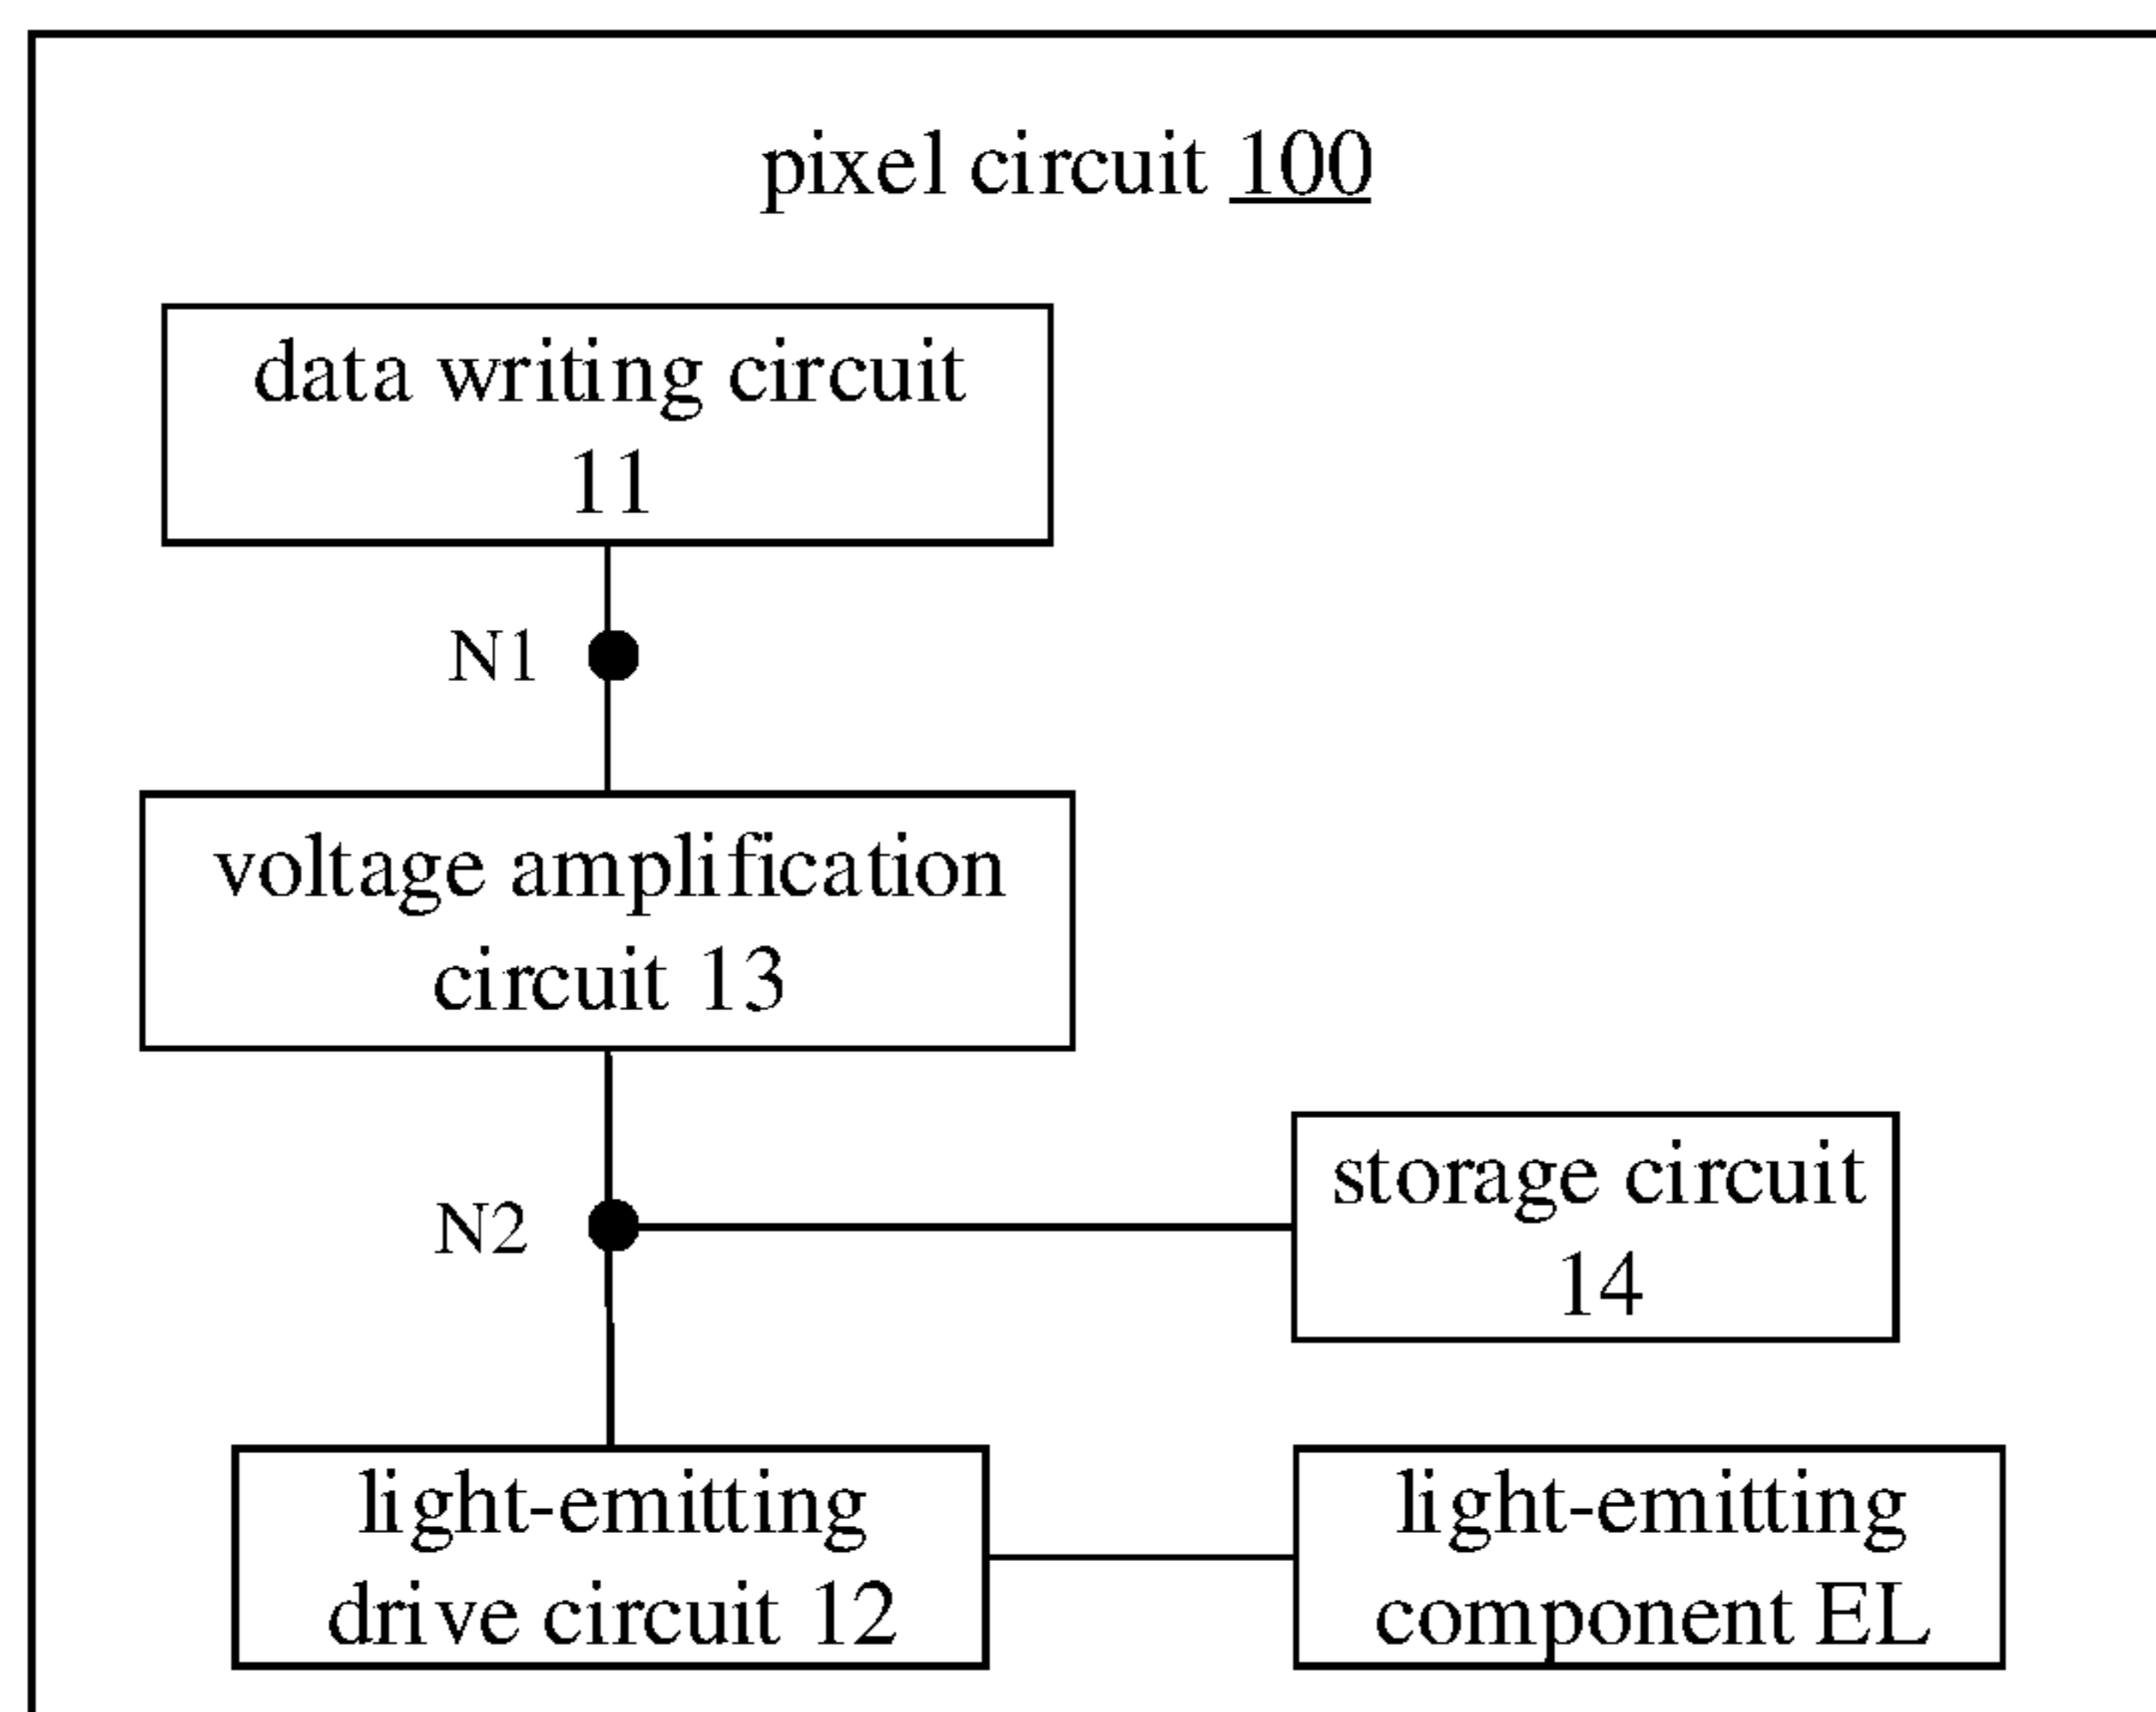 pixel circuit 100
data writing circuit
11
N1
voltage amplification
circuit 13
N2
storage circuit
14
light-emitting
drive circuit 12
light-emitting
component EL